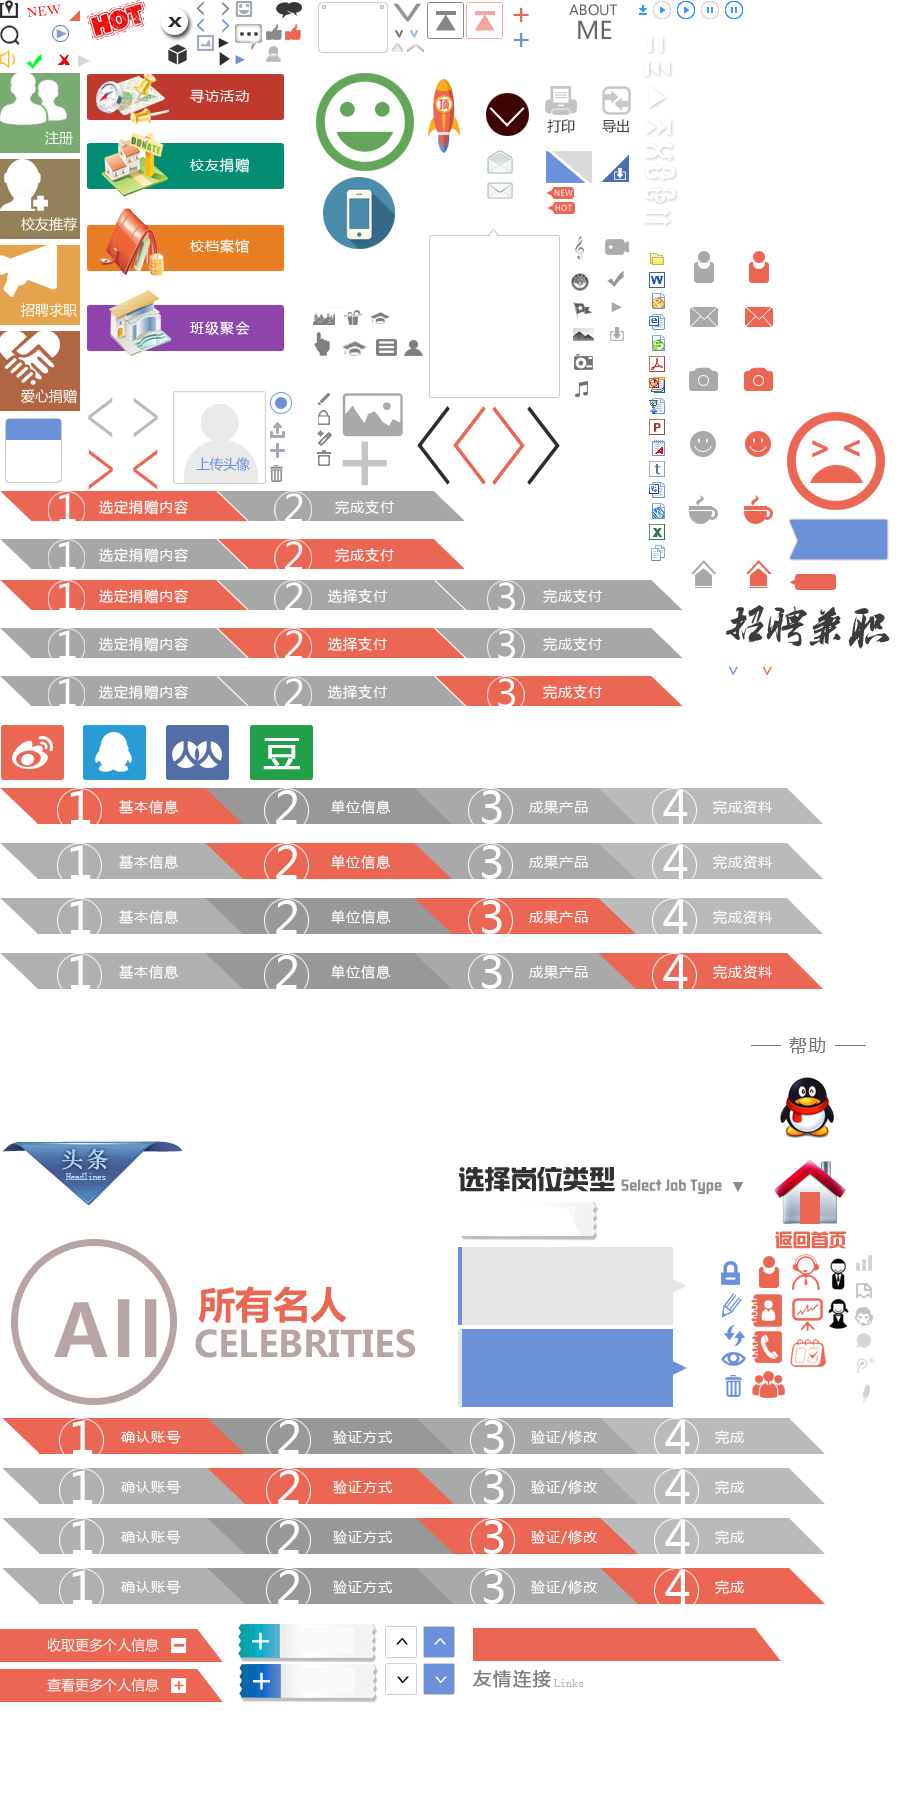 NEW
HOT
X
ABOUT
ME
注册
寻访活动
顶
打印
导出
DONATE
校友捐赠
校友推荐
NEW
HOT
校档案馆
招聘求职
班级聚会
爱心捐赠
上传头像
1 选定捐赠内容 2 完成支付
1 选定捐赠内容 2 完成支付
1 选定捐赠内容 2 选择支付 3 完成支付
1 选定捐赠内容 2 选择支付 3 完成支付
1 选定捐赠内容 2 选择支付 3 完成支付
招聘兼职
人人
豆
1 基本信息 2 单位信息 3 成果产品 4 完成资料
1 基本信息 2 单位信息 3 成果产品 4 完成资料
1 基本信息 2 单位信息 3 成果产品 4 完成资料
1 基本信息 2 单位信息 3 成果产品 4 完成资料
帮助
头条
Headlines
选择岗位类型 Select Job Type
返回首页
All
所有名人
CELEBRITIES
1 确认账号 2 验证方式 3 验证/修改 4 完成
1 确认账号 2 验证方式 3 验证/修改 4 完成
1 确认账号 2 验证方式 3 验证/修改 4 完成
1 确认账号 2 验证方式 3 验证/修改 4 完成
收取更多个人信息
查看更多个人信息
友情连接 Links